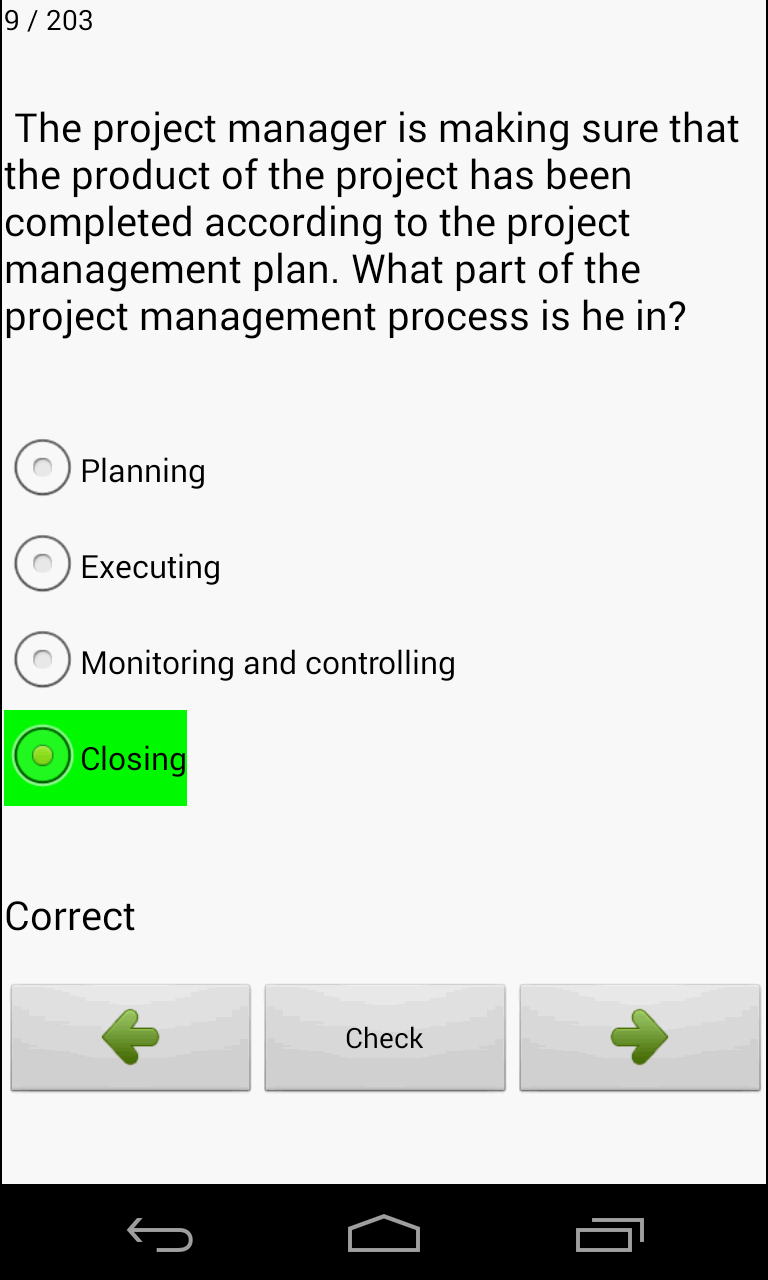 9 / 203
The project manager is making sure that
the product of the project has been
completed according to the project
management plan. What part of the
project management process is he in?
Planning
Executing
Monitoring and controlling
Closing
Correct
Check